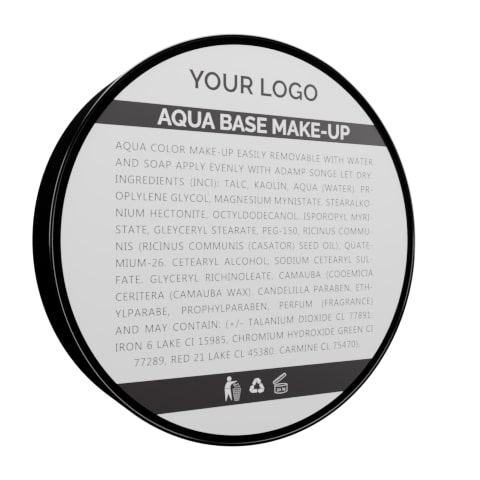 YOUR LOGO
AQUA BASE MAKE-UP
AQUA COLOR MAKE-UP EASILY REMOVABLE WITH WATER
AND SOAP APPLY EVENLY WITH ADAMP SONGE LET DRY.
INGREDIENTS (INCI): TALC, KAOLIN, AQUA (WATER). PR-
OPLYLENE GLYCOL. MAGNESIUM MYNISTATE. STEARALKO-
NIUM HECTONITE, OCTYLDODECANOL. ISPOROPYL MYRI-
STATE, GLEYCERYL STEARATE, PEG-150, RICINUS COMMU-
NIS (RICINUS COMMUNIS (CASATOR) SEED OIL), QUATE-
MIUM-26. CETEARYL ALCOHOL, SODIUM CETEARYL SUL-
FATE. GLYCERYL RICHINOLEATE, CAMAUBA (COOEMICIA
CERITERA (CAMAUBA WAX). CANDELILLA PARABEN, ETH-
YLPARABE, PROPHYLPARABEN, PERFUM (FRAGRANCE)
AND MAY CONTAIN: (+/- TALANIUM DIOXIDE CL 77891.
IRON 6 LAKE CI 15985, CHROMIUM HYDROXIDE GREEN CI
77289, RED 21 LAKE CL 45380. CARMINE CL 75470).